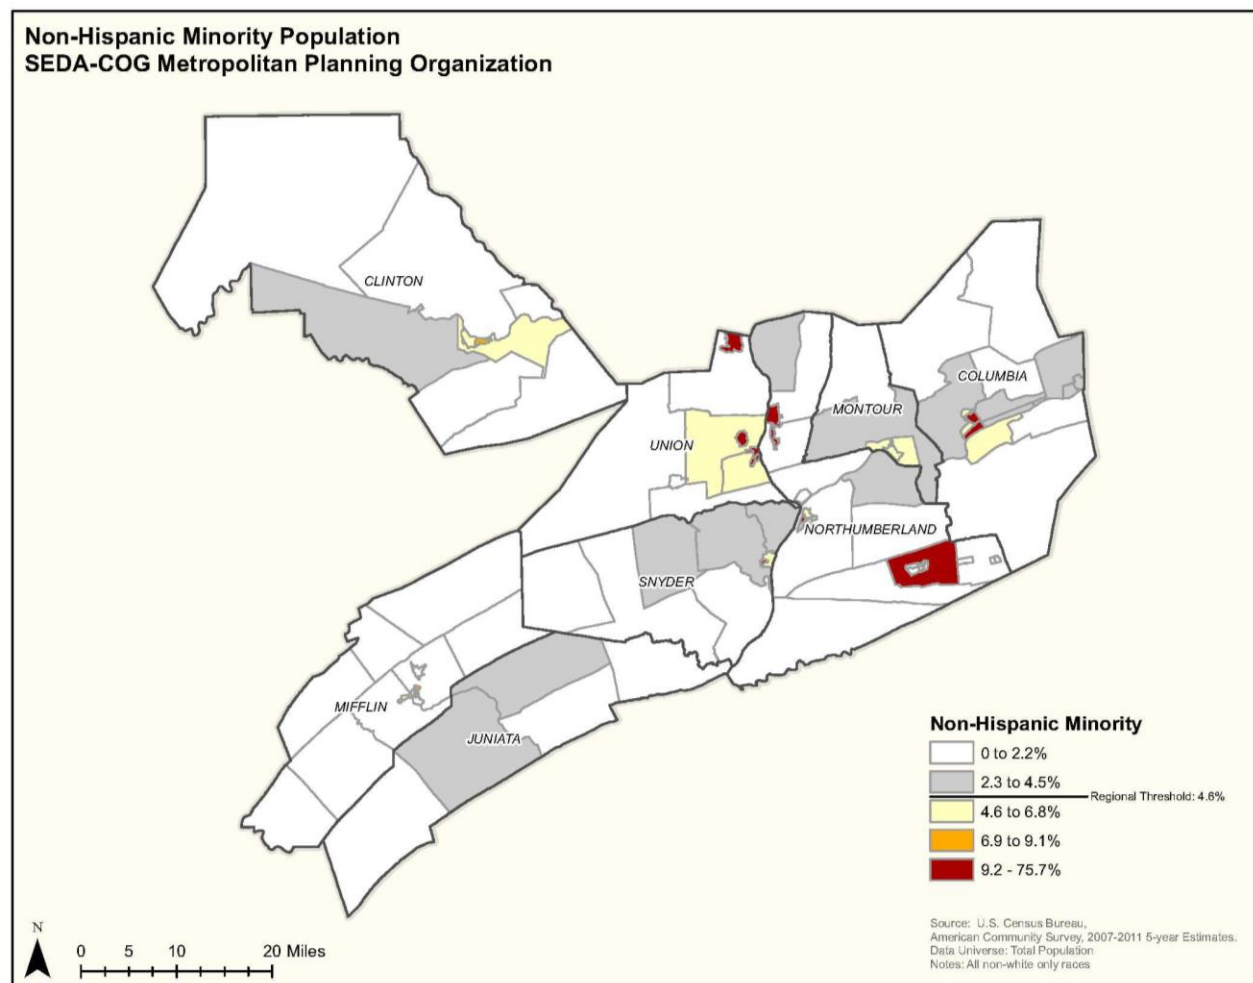 Non-Hispanic Minority Population
SEDA-COG Metropolitan Planning Organization
CLINTON
COLUMBIA
MONTOUR
UNION
NORTHUMBERLAND
SNYDER
MIFFLIN
JUNIATA
Non-Hispanic Minority
0 to 2.2%
2.3 to 4.5%
Regional Threshold: 4.6%
4.6 to 6.8%
6.9 to 9.1%
9.2 - 75.7%
N
0 5 10 20 Miles
Source: U.S. Census Bureau,
American Community Survey, 2007-2011 5-year Estimates.
Data Universe: Total Population
Notes: All non-white only races